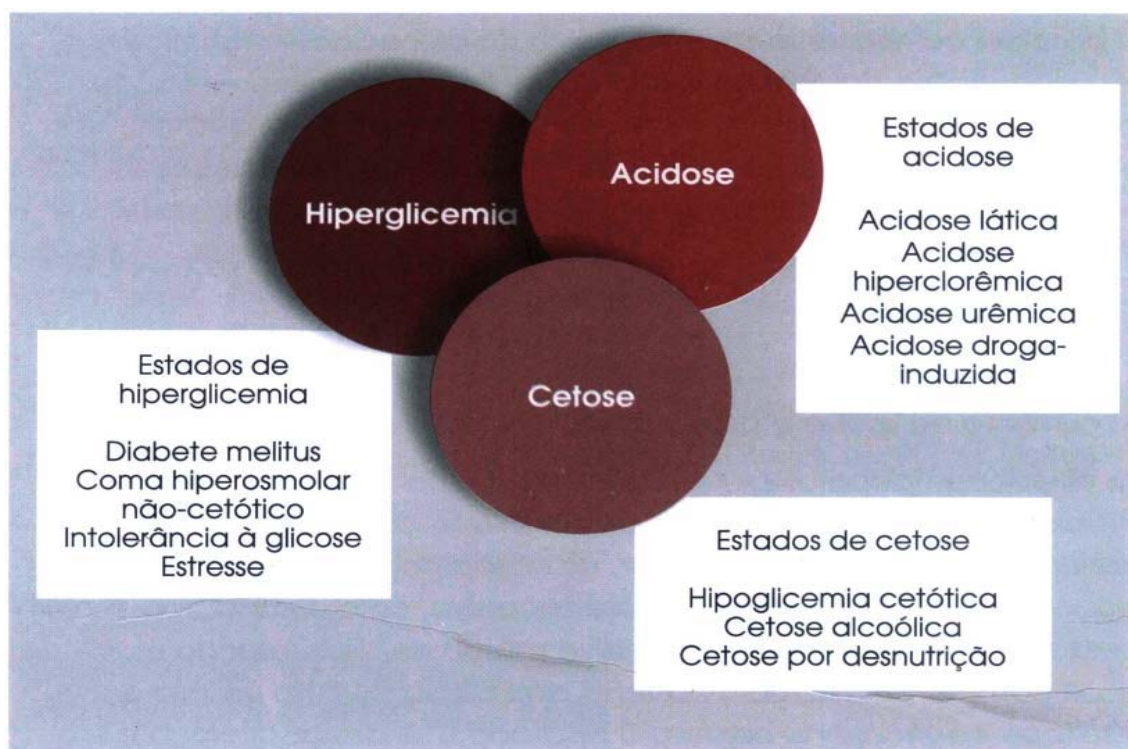 Hiperglicemia
Acidose
Cetose
Estados de
hiperglicemia
Diabete melitus
Coma hiperosmolar
não-cetótico
Intolerância à glicose
Estresse
Estados de
acidose
Acidose lática
Acidose
hiperclorêmica
Acidose urêmica
Acidose droga-
induzida
Estados de cetose
Hipoglicemia cetótica
Cetose alcoólica
Cetose por desnutrição